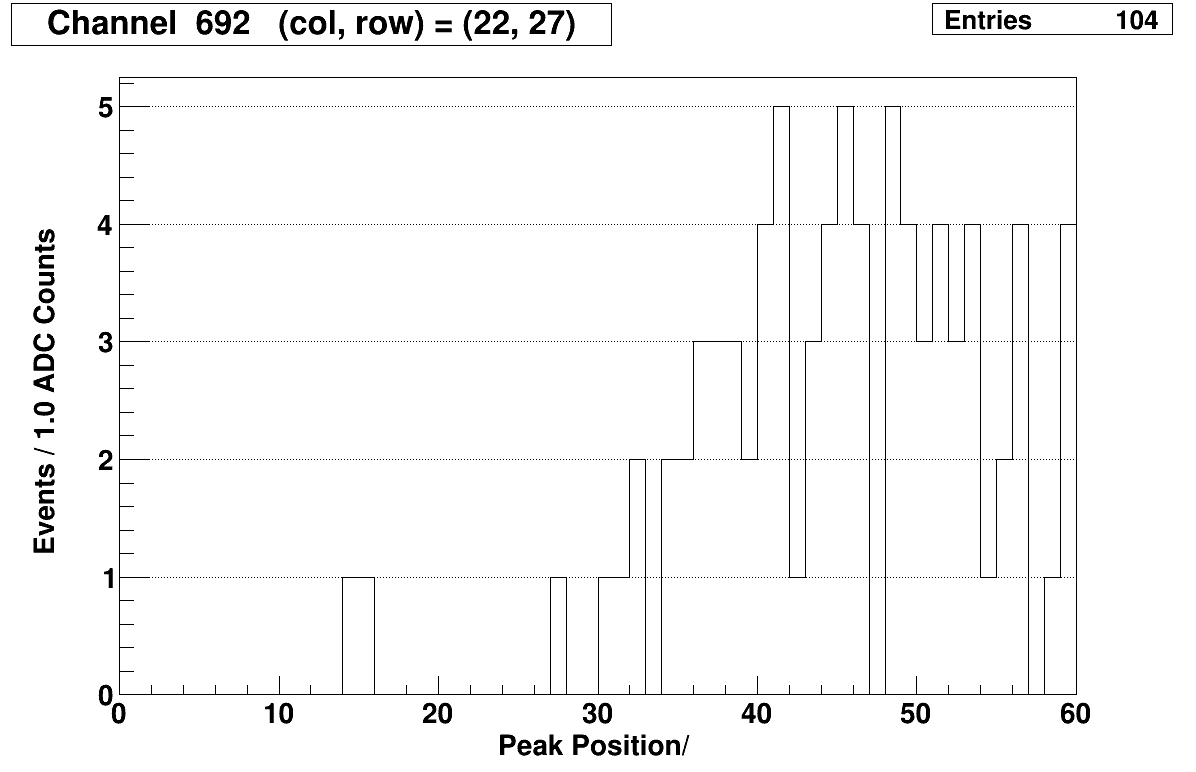 Channel 692 (col, row) = (22, 27)
Entries 104
Events / 1.0 ADC Counts
5
4
3
2
1
0
0 10 20 30 40 50 60
Peak Position/